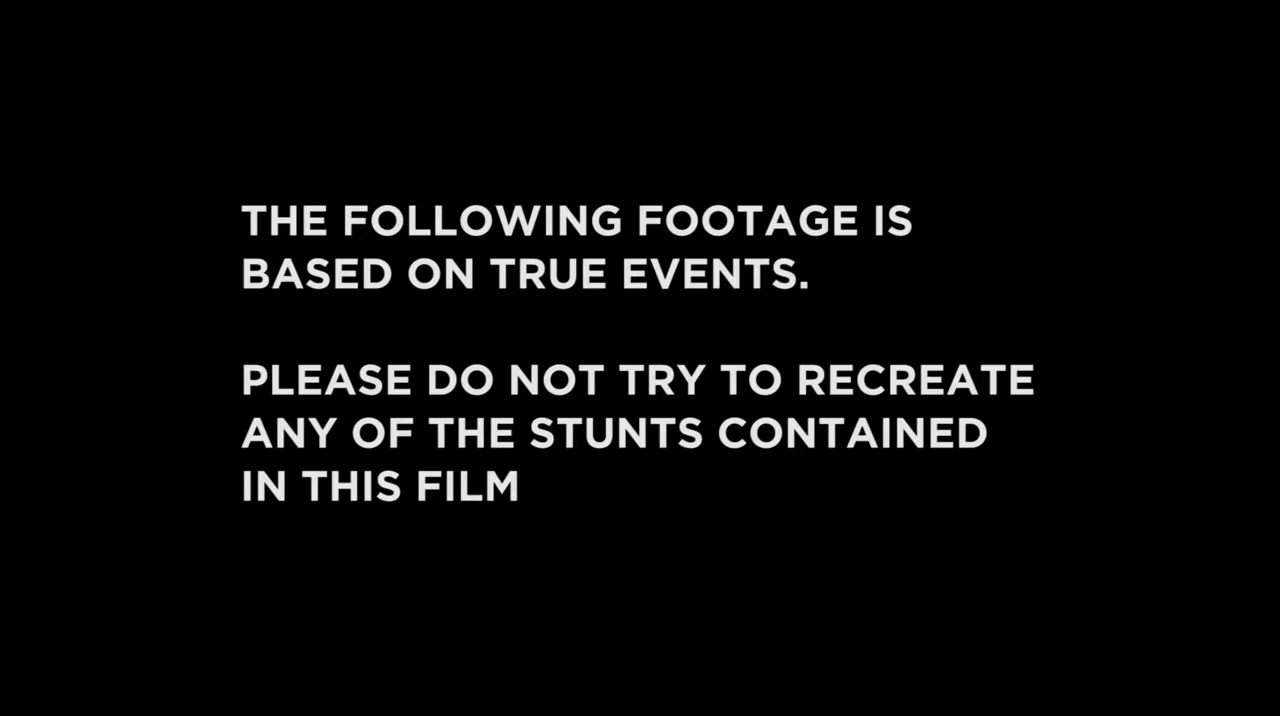 THE FOLLOWING FOOTAGE IS
BASED ON TRUE EVENTS.
PLEASE DO NOT TRY TO RECREATE
ANY OF THE STUNTS CONTAINED
IN THIS FILM